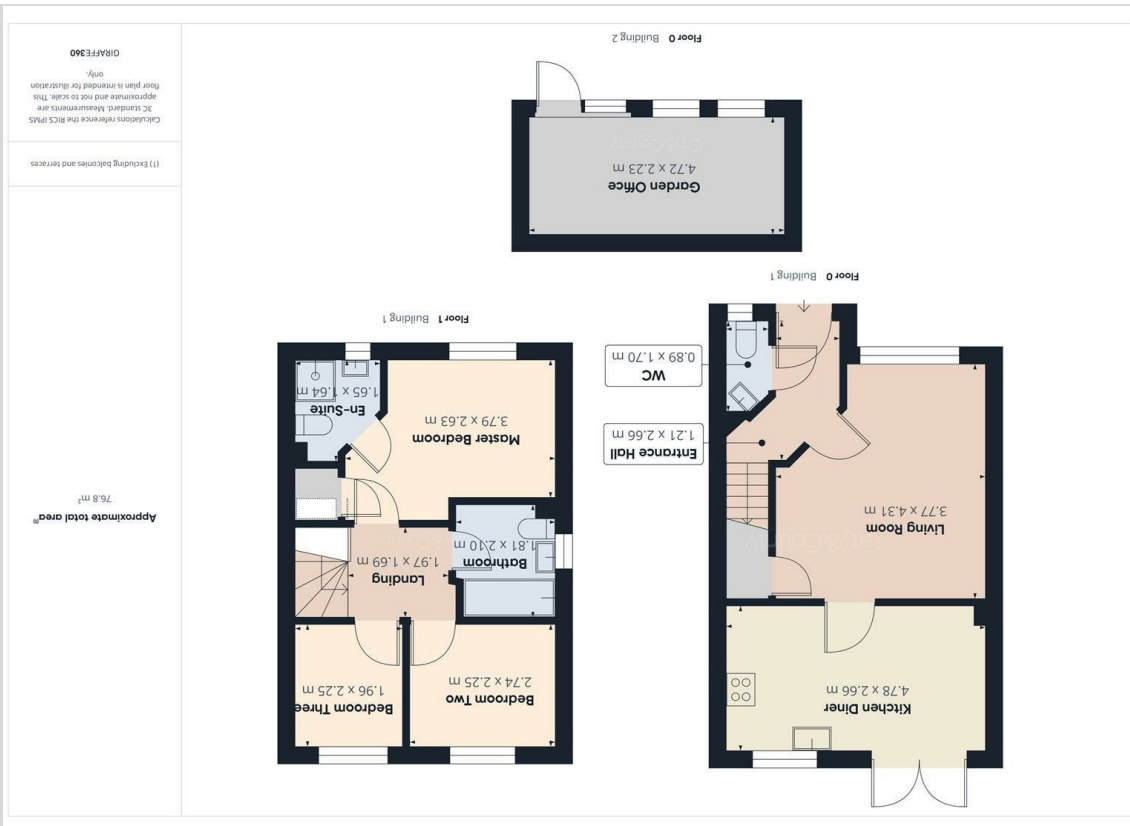 Kitchen Diner
4.78 x 2.66 m
Living Room
3.77 x 4.31 m
City&County
Entrance Hall
1.21 x 2.66 m
WC
0.89 x 1.70 m
Floor 0 Building 1
Bedroom Two
2.74 x 2.25 m
Bedroom Three
1.96 x 2.25 m
Landing
1.97 x 1.69 m
Bathroom
1.81 x 2.10 m
Master Bedroom
3.79 x 2.63 m
En-Suite
1.65 x 1.64 m
Floor 1 Building 1
Garden Office
4.72 x 2.23 m
City&County
Floor 0 Building 2
Approximate total area(1)
76.8 m²
(1) Excluding balconies and terraces
Calculations reference the RICS IPMS
3C standard. Measurements are
approximate and not to scale. This
floor plan is intended for illustration
only.
GIRAFFE360